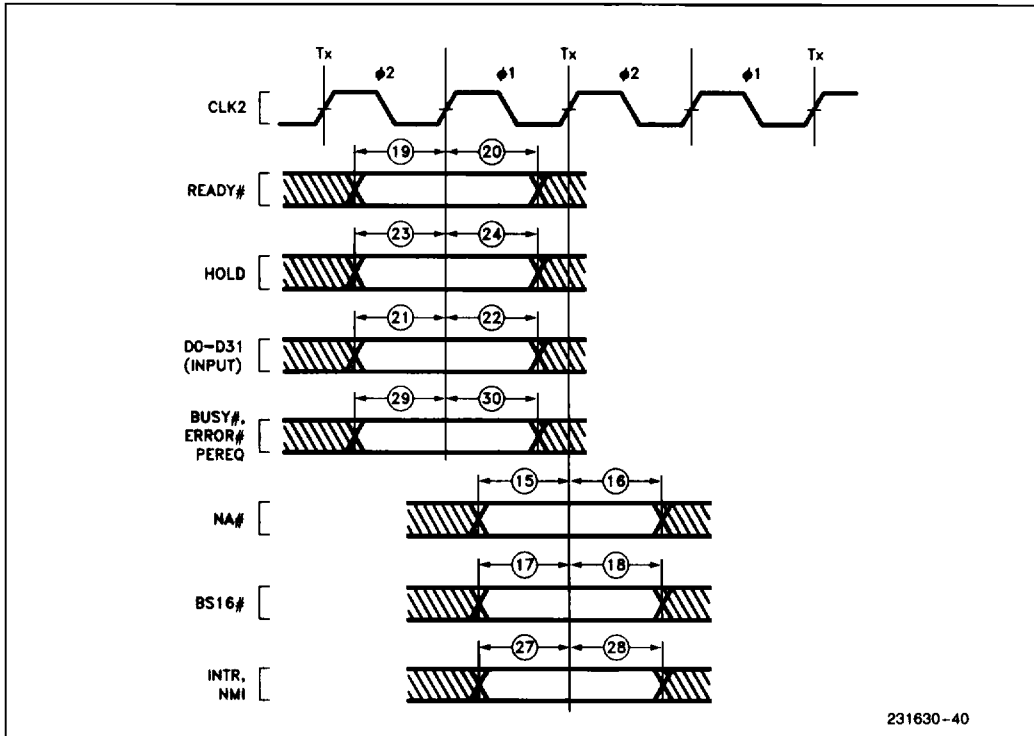 Tx Tx Tx
ϕ2 ϕ1 ϕ2 ϕ1
CLK2
19 20
READY#
23 24
HOLD
21 22
D0-D31
(INPUT)
29 30
BUSY#,
ERROR#
PEREQ
15 16
NA#
17 18
BS16#
27 28
INTR,
NMI
231630-40